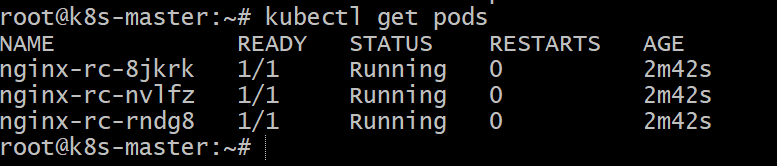 root@k8s-master:~# kubectl get pods
NAME READY STATUS RESTARTS AGE
nginx-rc-8jkrk 1/1 Running 0 2m42s
nginx-rc-nvlfz 1/1 Running 0 2m42s
nginx-rc-rndg8 1/1 Running 0 2m42s
root@k8s-master:~#